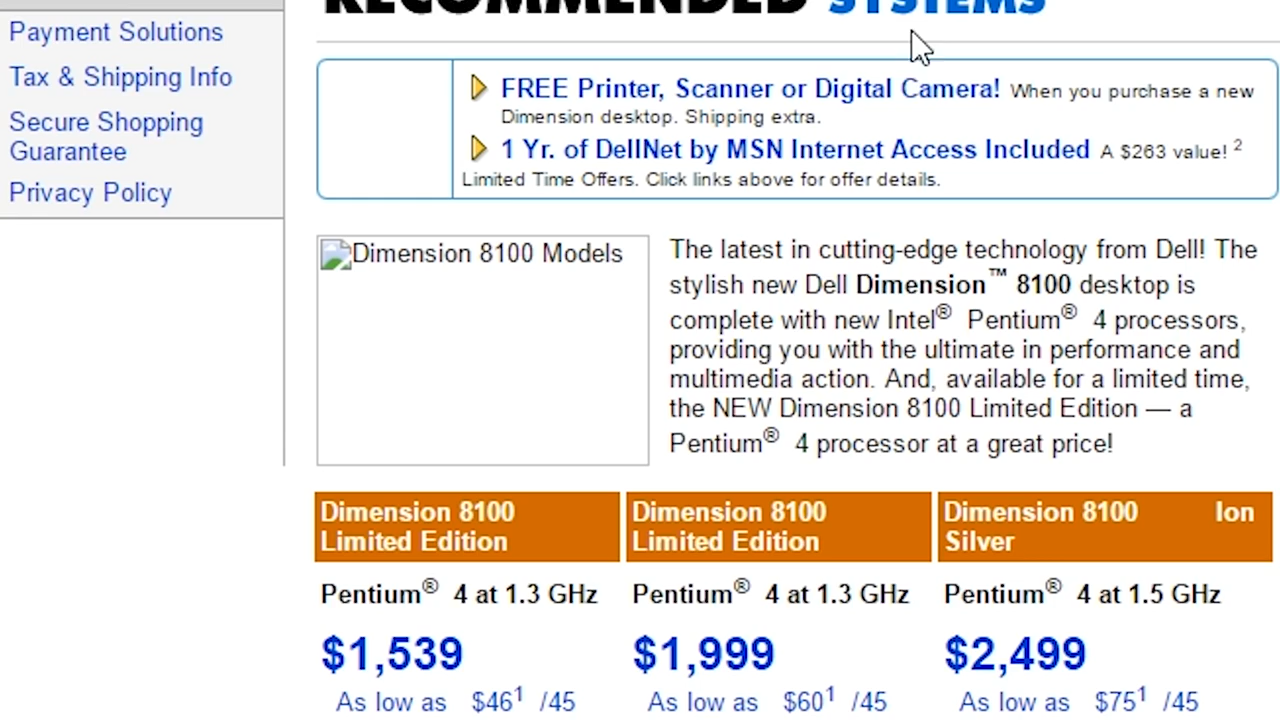 RECOMMENDED SYSTEMS
Payment Solutions
Tax & Shipping Info
Secure Shopping
Guarantee
Privacy Policy
FREE Printer, Scanner or Digital Camera! When you purchase a new
Dimension desktop. Shipping extra.
1 Yr. of DellNet by MSN Internet Access Included A $263 value! 2
Limited Time Offers. Click links above for offer details.
Dimension 8100 Models
The latest in cutting-edge technology from Dell! The
stylish new Dell Dimension™ 8100 desktop is
complete with new Intel® Pentium® 4 processors,
providing you with the ultimate in performance and
multimedia action. And, available for a limited time,
the NEW Dimension 8100 Limited Edition — a
Pentium® 4 processor at a great price!
Dimension 8100
Limited Edition
Pentium® 4 at 1.3 GHz
$1,539
As low as $46¹ /45
Dimension 8100
Limited Edition
Pentium® 4 at 1.3 GHz
$1,999
As low as $60¹ /45
Dimension 8100 Ion
Silver
Pentium® 4 at 1.5 GHz
$2,499
As low as $75¹ /45